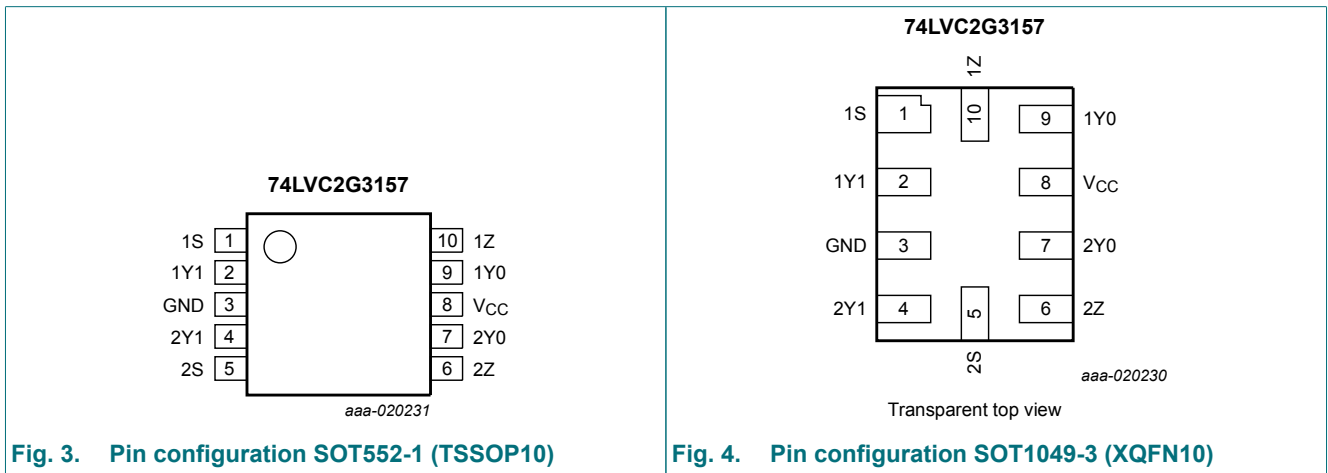 74LVC2G3157
1S 1 10 1Z
1Y1 2 9 1Y0
GND 3 8 VCC
2Y1 4 7 2Y0
2S 5 6 2Z
aaa-020231
Fig. 3. Pin configuration SOT552-1 (TSSOP10)
74LVC2G3157
1Z
1S 1 10 9 1Y0
1Y1 2 8 VCC
GND 3 7 2Y0
2Y1 4 5 6 2Z
2S
aaa-020230
Transparent top view
Fig. 4. Pin configuration SOT1049-3 (XQFN10)